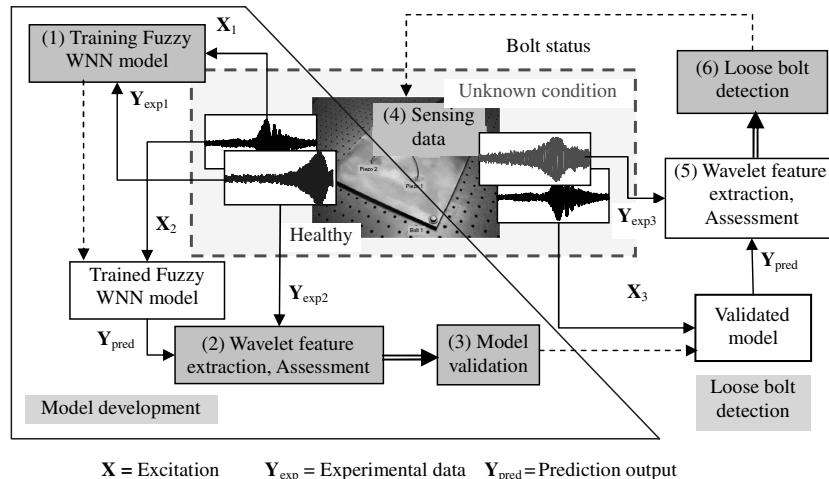 X1
(1) Training Fuzzy
WNN model
Yexp1
Bolt status
(6) Loose bolt
detection
Unknown condition
(4) Sensing
data
Piezo 2
Piezo 1
Bolt 1
(5) Wavelet feature
extraction,
Assessment
X2
Healthy
Yexp3
Trained Fuzzy
WNN model
Yexp2
X3
Ypred
Validated
model
Ypred
(2) Wavelet feature
extraction, Assessment
(3) Model
validation
Model development
Loose bolt
detection
X = Excitation Yexp = Experimental data Ypred = Prediction output